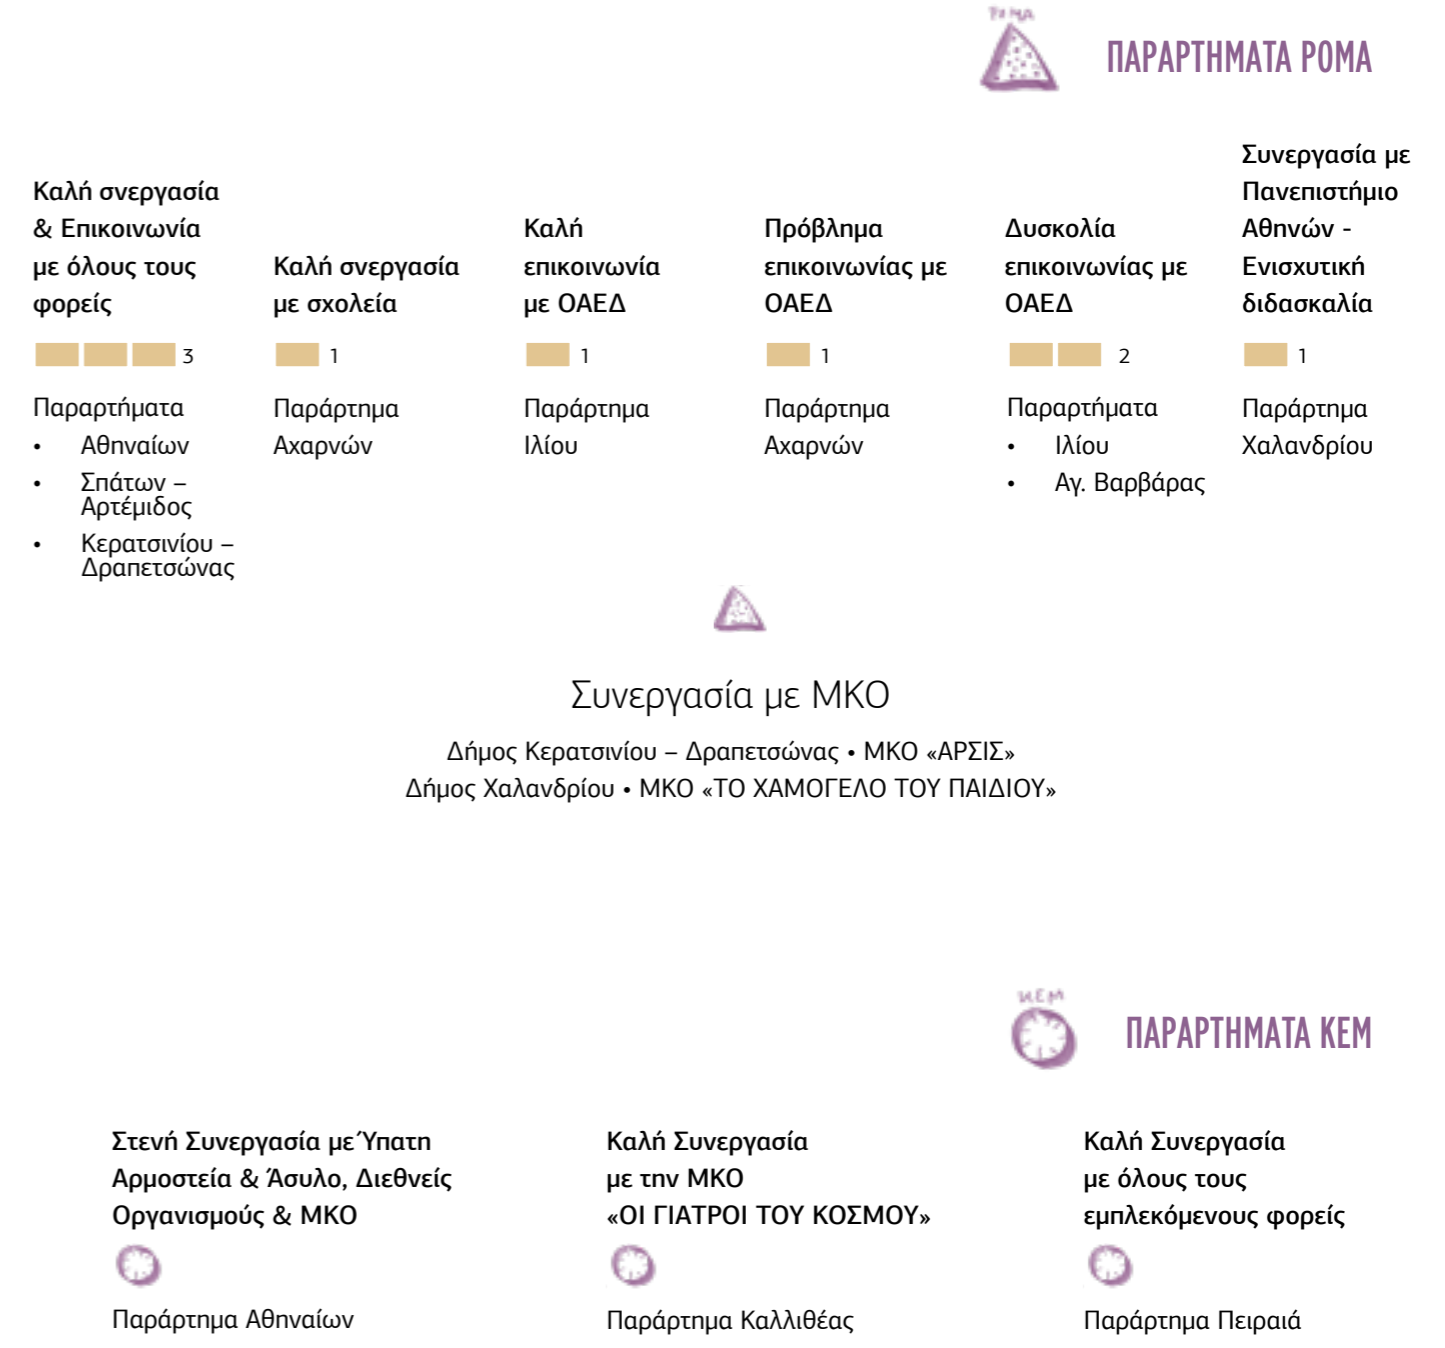 ΡΟΜΑ
ΠΑΡΑΡΤΗΜΑΤΑ ΡΟΜΑ
Καλή σνεργασία
& Επικοινωνία
με όλους τους
φορείς
3
Παραρτήματα
• Αθηναίων
• Σπάτων –
Αρτέμιδος
• Κερατσινίου –
Δραπετσώνας
Καλή σνεργασία
με σχολεία
1
Παράρτημα
Αχαρνών
Καλή
επικοινωνία
με ΟΑΕΔ
1
Παράρτημα
Ιλίου
Πρόβλημα
επικοινωνίας με
ΟΑΕΔ
1
Παράρτημα
Αχαρνών
Δυσκολία
επικοινωνίας με
ΟΑΕΔ
2
Παραρτήματα
• Ιλίου
• Αγ. Βαρβάρας
Συνεργασία με
Πανεπιστήμιο
Αθηνών -
Ενισχυτική
διδασκαλία
1
Παράρτημα
Χαλανδρίου
Συνεργασία με ΜΚΟ
Δήμος Κερατσινίου – Δραπετσώνας • ΜΚΟ «ΑΡΣΙΣ»
Δήμος Χαλανδρίου • ΜΚΟ «ΤΟ ΧΑΜΟΓΕΛΟ ΤΟΥ ΠΑΙΔΙΟΥ»
ΚΕΜ
ΠΑΡΑΡΤΗΜΑΤΑ ΚΕΜ
Στενή Συνεργασία με Ύπατη
Αρμοστεία & Άσυλο, Διεθνείς
Οργανισμούς & ΜΚΟ
Παράρτημα Αθηναίων
Καλή Συνεργασία
με την ΜΚΟ
«ΟΙ ΓΙΑΤΡΟΙ ΤΟΥ ΚΟΣΜΟΥ»
Παράρτημα Καλλιθέας
Καλή Συνεργασία
με όλους τους
εμπλεκόμενους φορείς
Παράρτημα Πειραιά